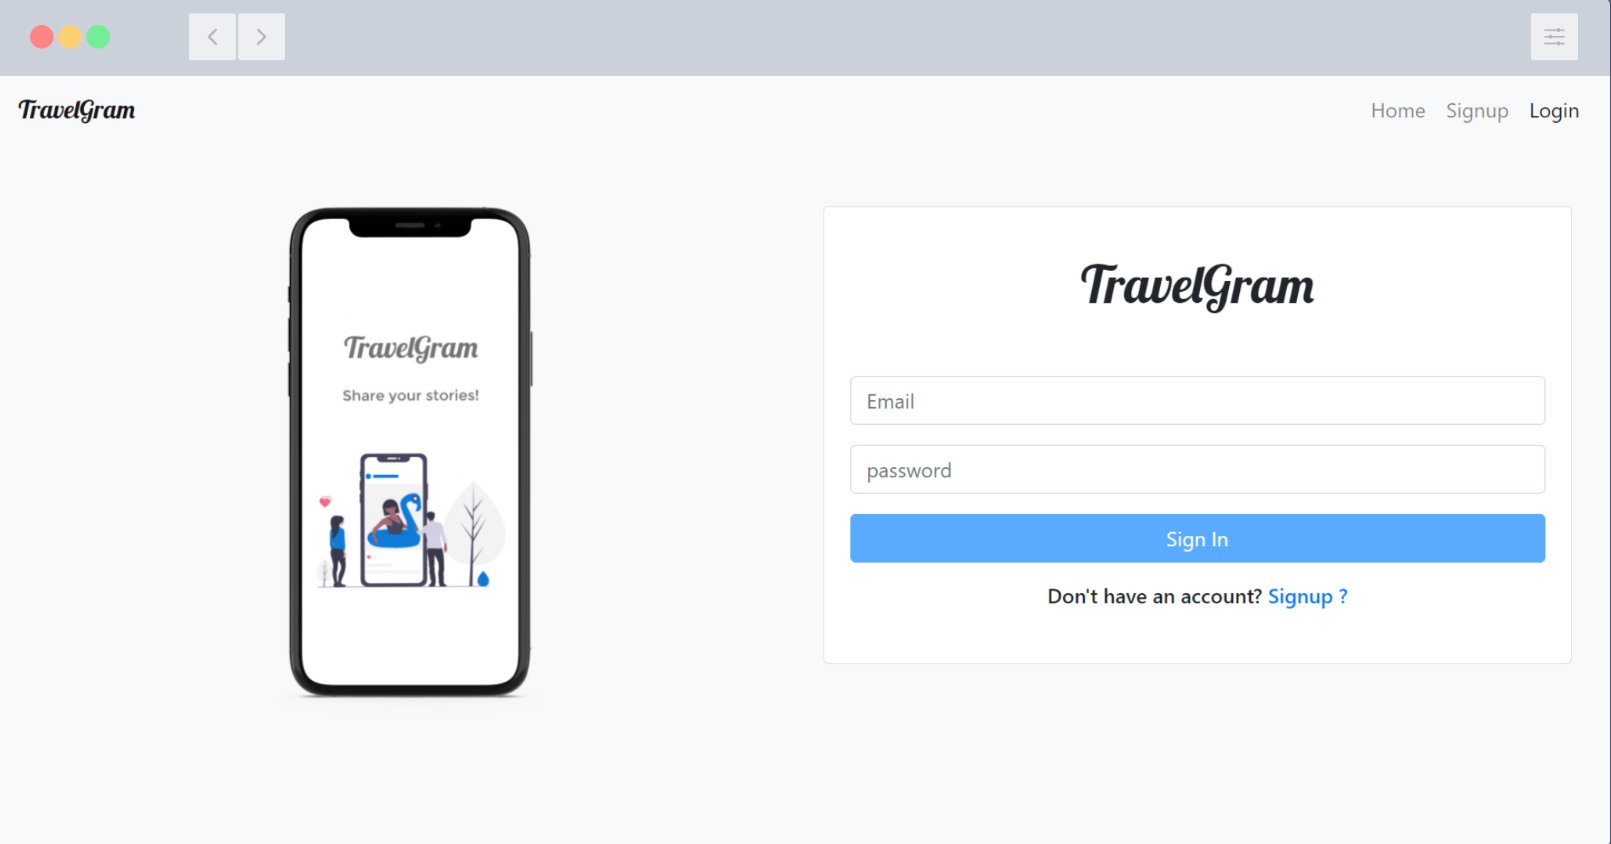 TravelGram
Home Signup Login
TravelGram
Share your stories!
TravelGram
Email
password
Sign In
Don't have an account? Signup ?